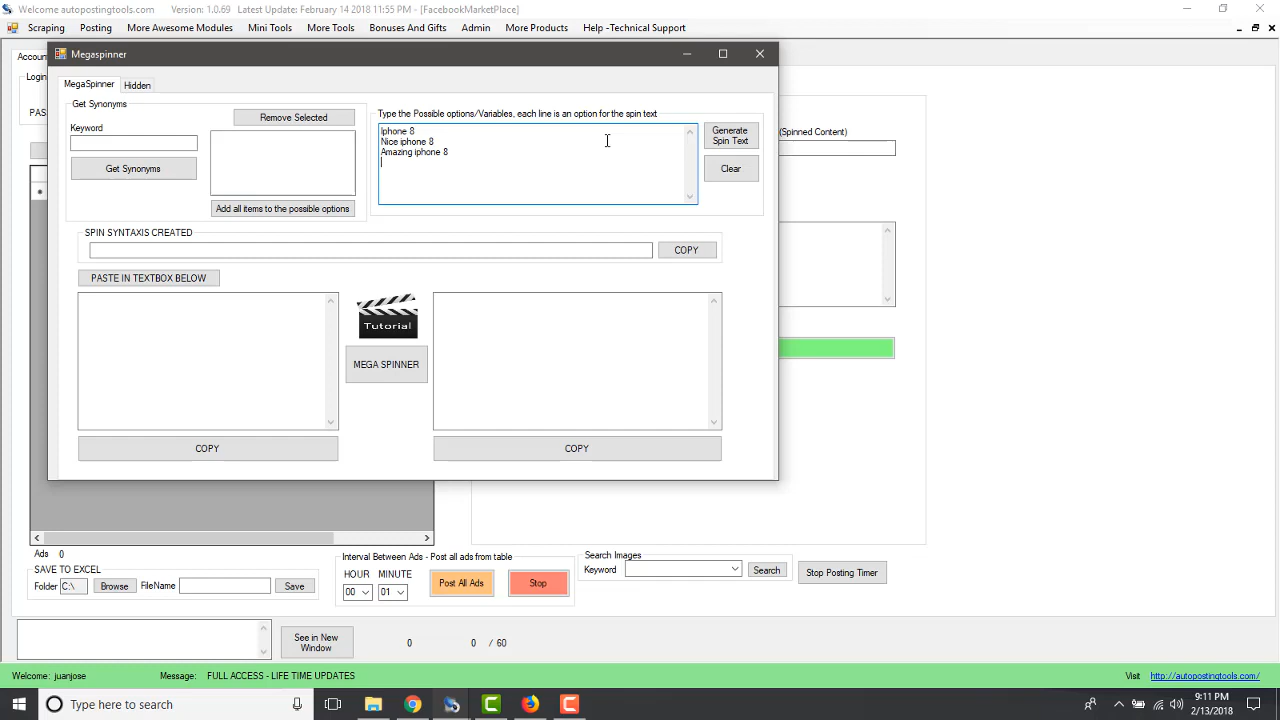 Welcome autopostingtools.com - Version: 1.0.69 Latest Update: February 14 2018 11:55 PM - [FacebookMarketPlace]
Scraping Posting More Awesome Modules Mini Tools More Tools Bonuses And Gifts Admin More Products Help -Technical Support
Accoun
Login
PAS
Megaspinner
MegaSpinner Hidden
Get Synonyms
Keyword
Remove Selected
Get Synonyms
Add all items to the possible options
Type the Possible options/Variables, each line is an option for the spin text
Iphone 8
Nice iphone 8
Amazing iphone 8
Generate
Spin Text
Clear
(Spinned Content)
SPIN SYNTAXIS CREATED
COPY
PASTE IN TEXTBOX BELOW
Tutorial
MEGA SPINNER
COPY
COPY
Ads 0
SAVE TO EXCEL
Folder C:\ Browse FileName Save
Interval Between Ads - Post all ads from table
HOUR MINUTE
00 01 Post All Ads Stop
Search Images
Keyword Search
Stop Posting Timer
See in New
Window
0 0 / 60
Welcome: juanjose Message: FULL ACCESS - LIFE TIME UPDATES Visit http://autopostingtools.com/
Type here to search
9:11 PM
2/13/2018